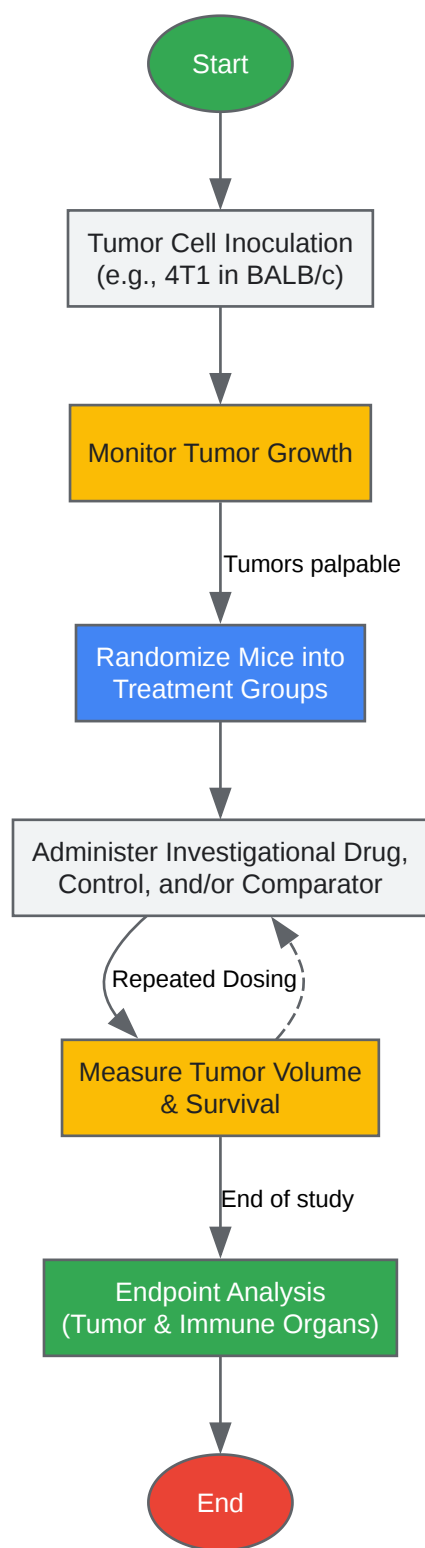 Start
Tumor Cell Inoculation
(e.g., 4T1 in BALB/c)
Monitor Tumor Growth
Tumors palpable
Randomize Mice into
Treatment Groups
Administer Investigational Drug,
Control, and/or Comparator
Repeated Dosing
Measure Tumor Volume
& Survival
End of study
Endpoint Analysis
(Tumor & Immune Organs)
End